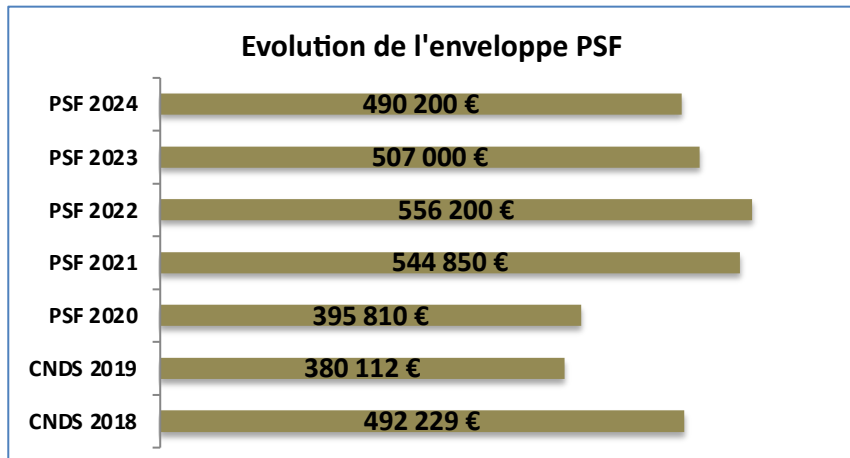 Evolution de l'enveloppe PSF
PSF 2024 490 200 €
PSF 2023 507 000 €
PSF 2022 556 200 €
PSF 2021 544 850 €
PSF 2020 395 810 €
CNDS 2019 380 112 €
CNDS 2018 492 229 €